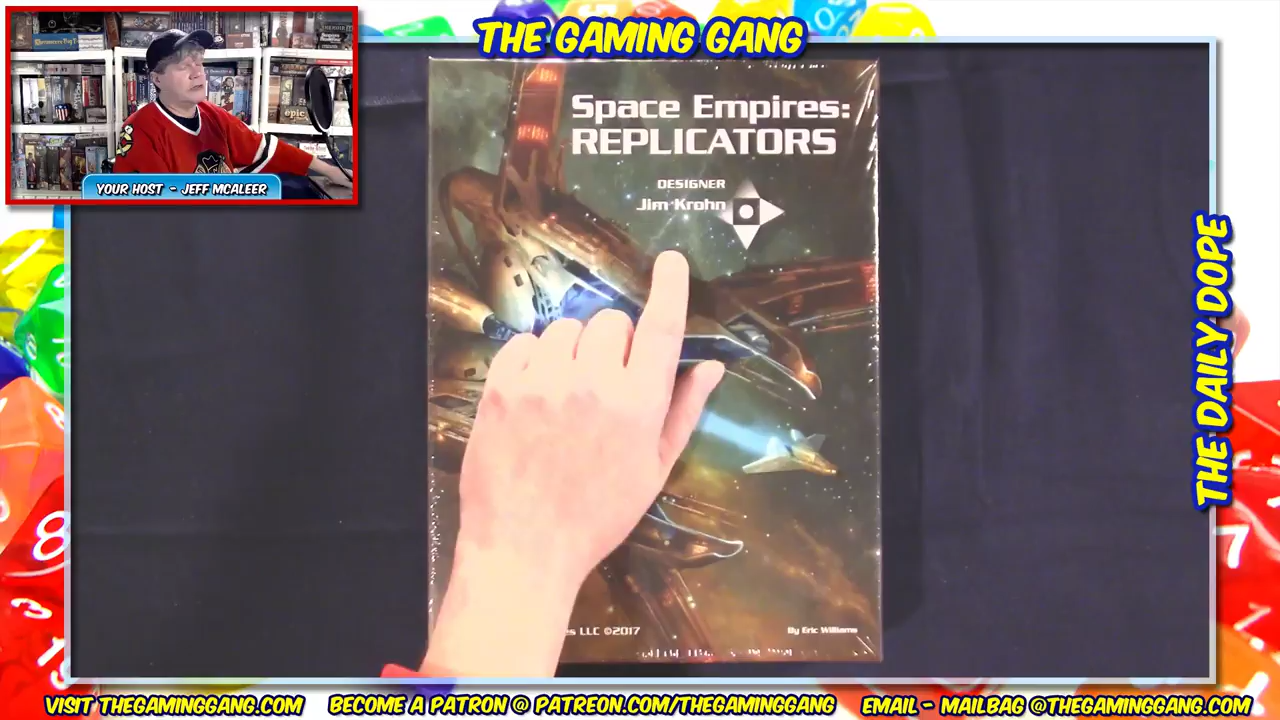 THE GAMING GANG
Space Empires:
REPLICATORS
DESIGNER
Jim Krohn
YOUR HOST - JEFF MCALEER
epic
THE DAILY DOPE
LLC ©2017
By Eric Williams
VISIT THEGAMINGGANG.COM
BECOME A PATRON @ PATREON.COM/THEGAMINGGANG
EMAIL - MAILBAG @THEGAMINGGANG.COM